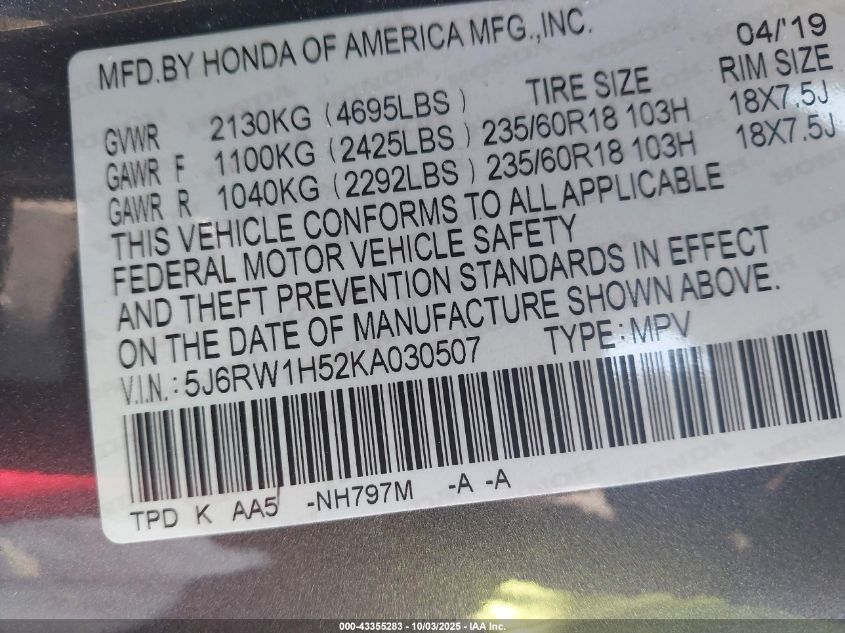 MFD.BY HONDA OF AMERICA MFG.,INC. 04/'19
TIRE SIZE RIM SIZE
GVWR 2130KG (4695LBS)
GAWR F 1100KG (2425LBS) 235/60R18 103H 18X7.5J
GAWR R 1040KG (2292LBS) 235/60R18 103H 18X7.5J
THIS VEHICLE CONFORMS TO ALL APPLICABLE
FEDERAL MOTOR VEHICLE SAFETY
AND THEFT PREVENTION STANDARDS IN EFFECT
ON THE DATE OF MANUFACTURE SHOWN ABOVE.
V.I.N.: 5J6RW1H52KA030507 TYPE: MPV
TPD K AA5 -NH797M -A -A
000-43355283 - 10/03/2025 - IAA Inc.